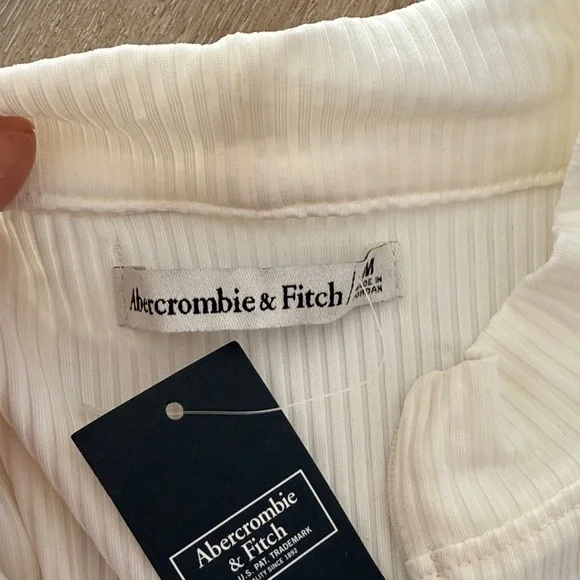 Abercrombie & Fitch
M
MADE IN
JORDAN
Abercrombie
& Fitch
U.S. PAT. TRADEMARK
QUALITY SINCE 1892